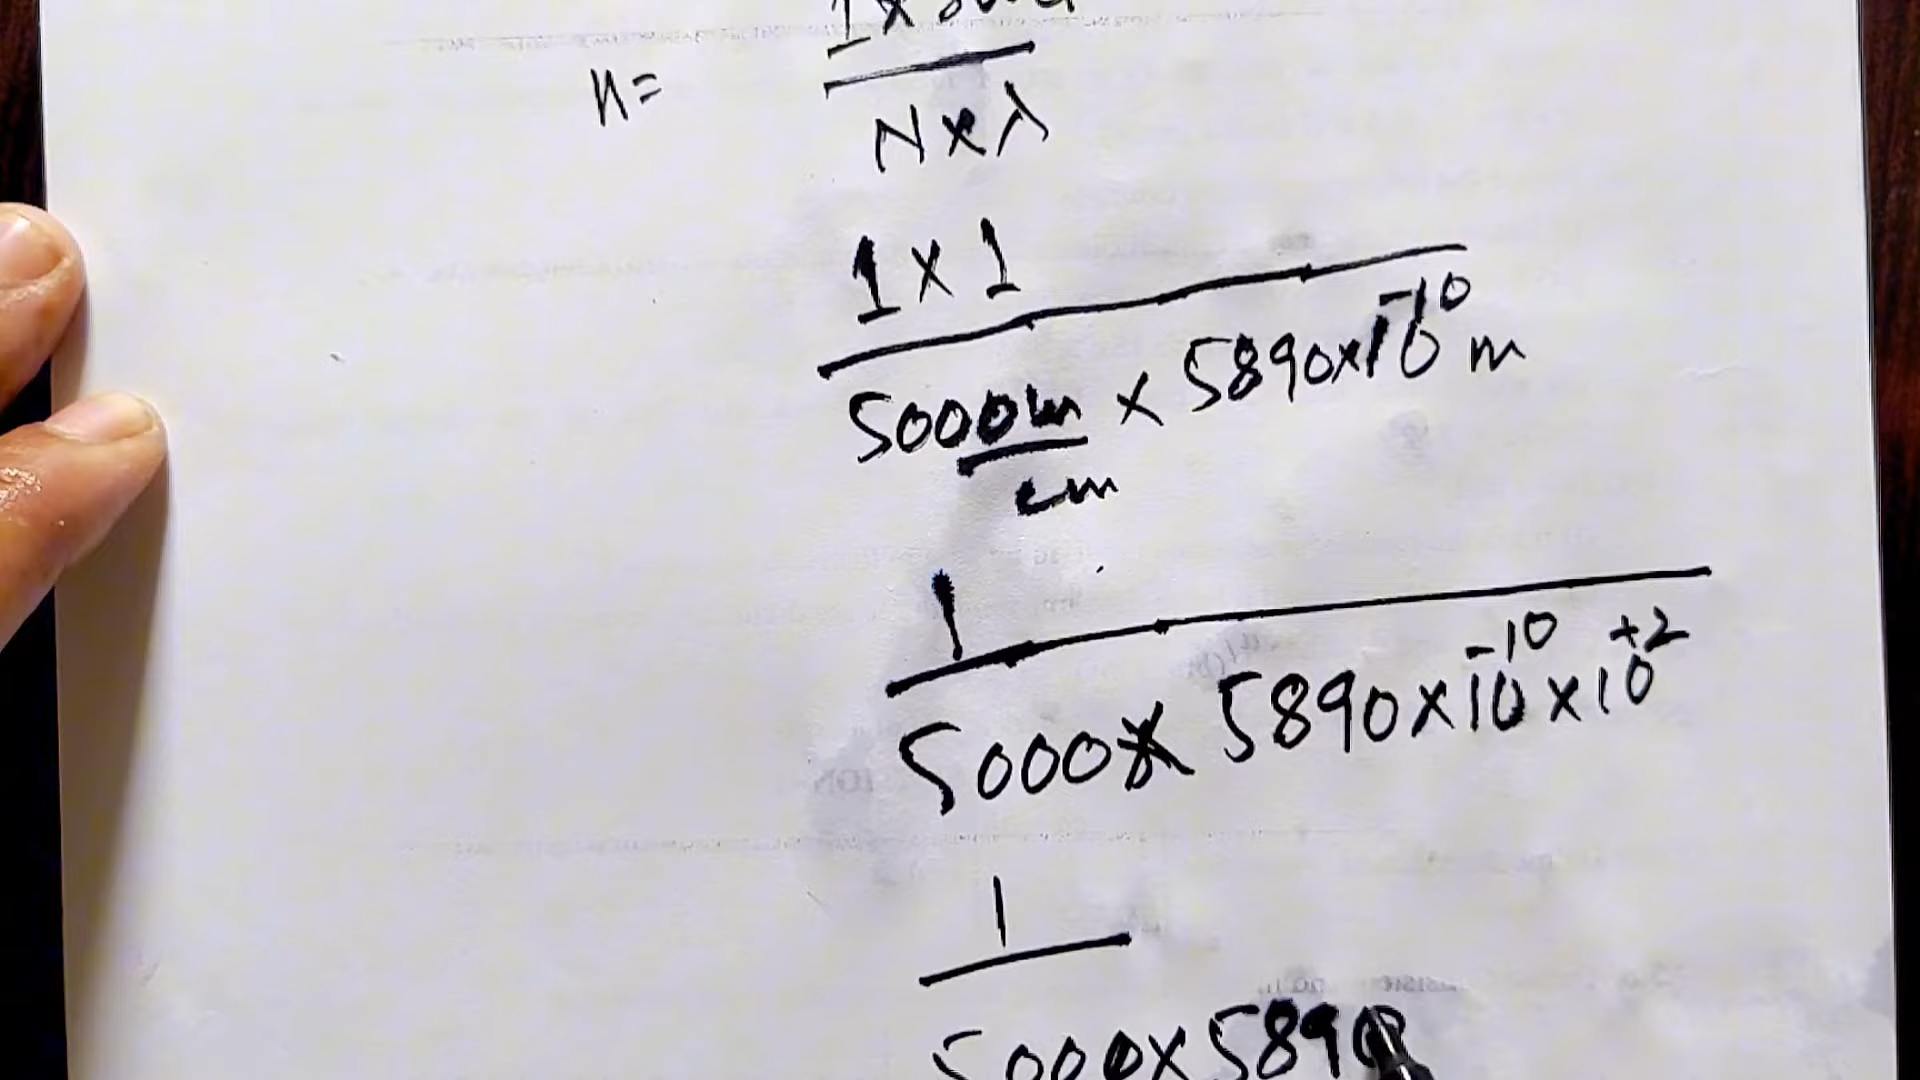 n=
N×λ
1 × 1
5000 × 5890×10⁻¹⁰ m
cm
1
5000 × 5890×10⁻¹⁰×10⁺²
1
5000×5890